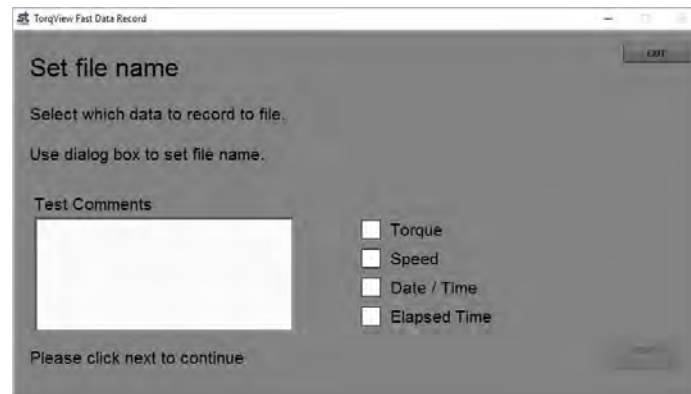 st TorqView Fast Data Record
EXIT
Set file name
Select which data to record to file.
Use dialog box to set file name.
Test Comments
Torque
Speed
Date / Time
Elapsed Time
Please click next to continue